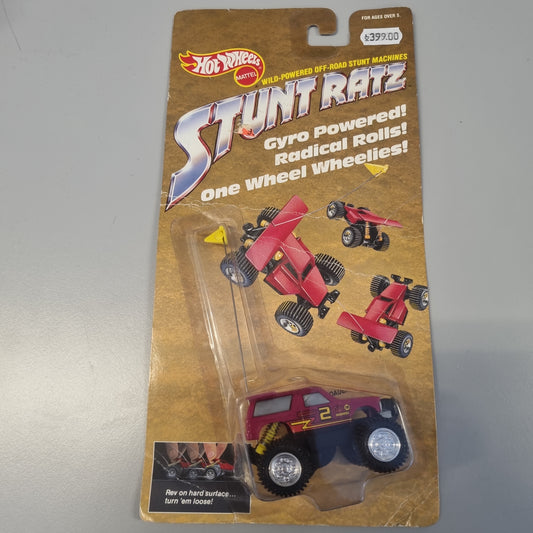 FOR AGES OVER 5.
399.00
Hot Wheels
MATTEL
WILD-POWERED OFF-ROAD STUNT MACHINES
STUNT RATZ
Gyro Powered!
Radical Rolls!
One Wheel Wheelies!
2
Rev on hard surface...
turn 'em loose!